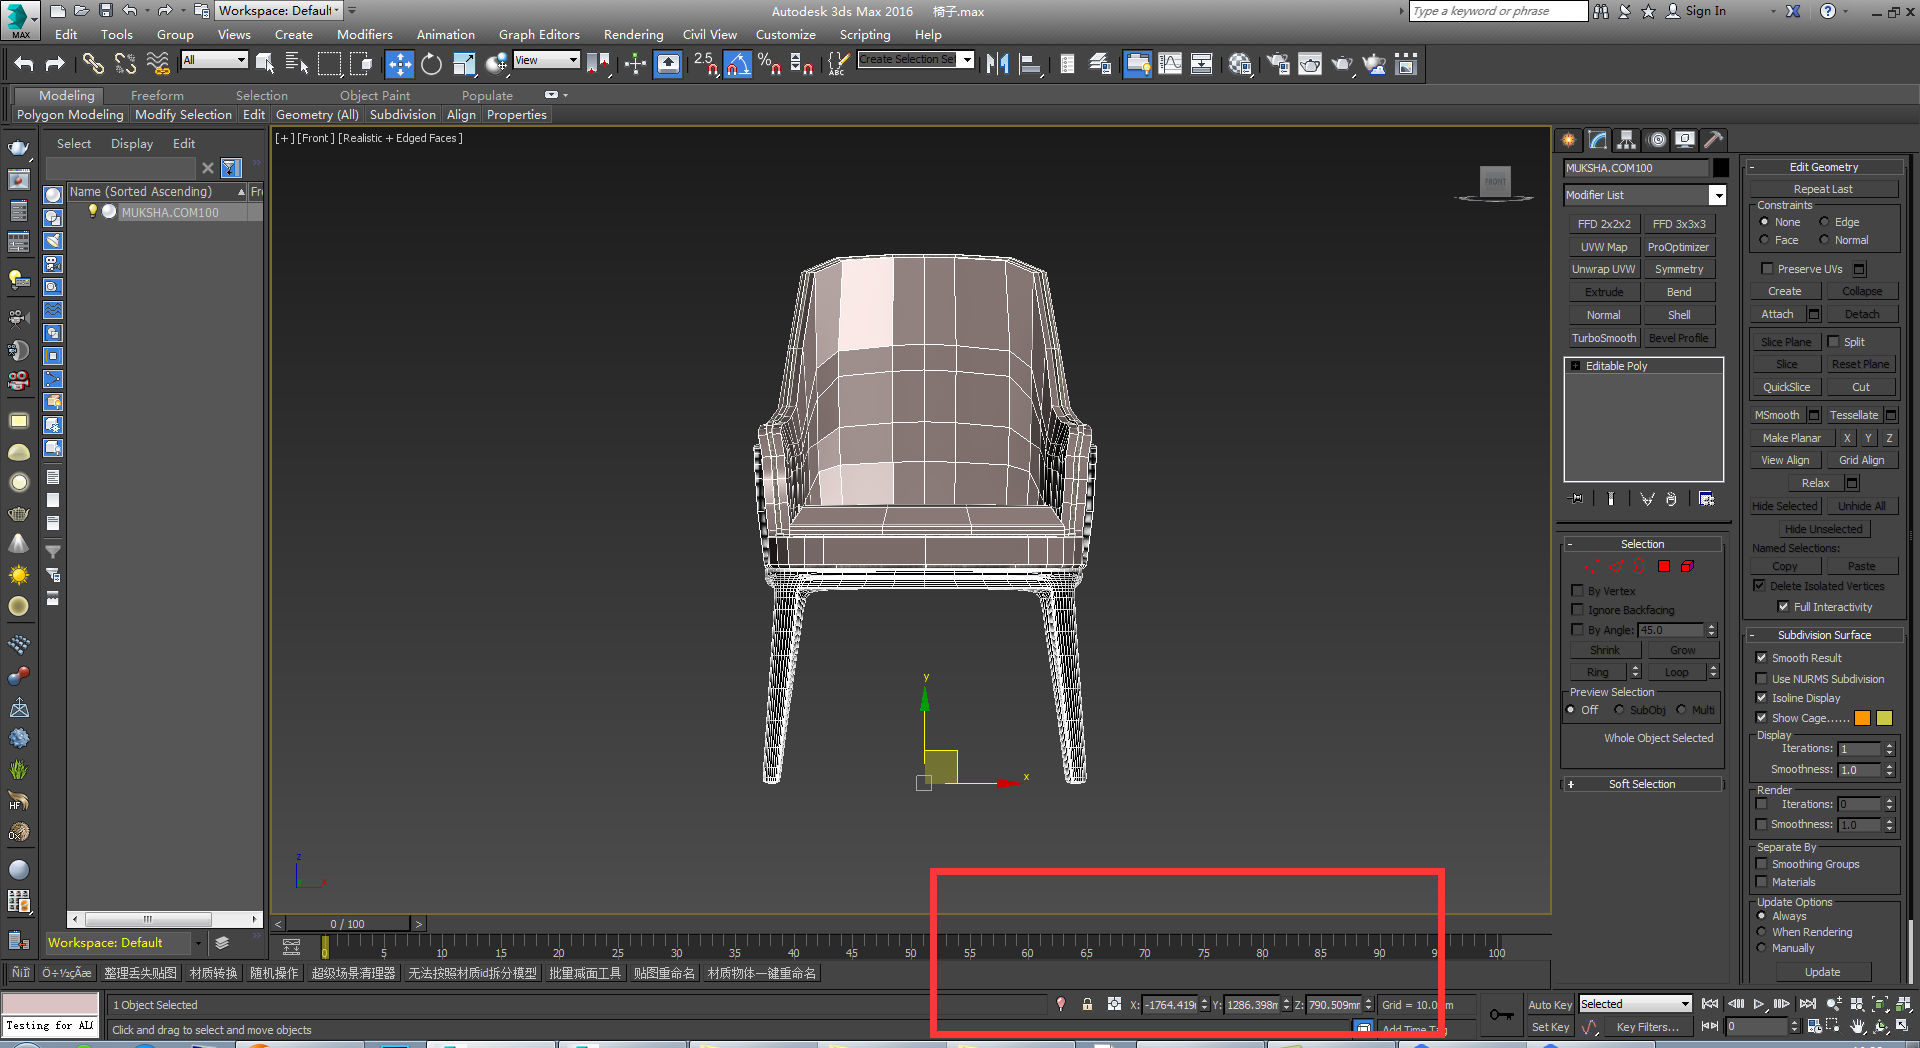 Workspace: Default
Autodesk 3ds Max 2016 椅子.max
Type a keyword or phrase
Sign In
MAX
Edit Tools Group Views Create Modifiers Animation Graph Editors Rendering Civil View Customize Scripting Help
All
View
2.5
ABC
Create Selection Se
Modeling Freeform Selection Object Paint Populate
Polygon Modeling Modify Selection Edit Geometry (All) Subdivision Align Properties
Select Display Edit
Name (Sorted Ascending) Fr
MUKSHA.COM100
[+] [Front] [Realistic + Edged Faces]
FRONT
y
x
z
x
MUKSHA.COM100
Modifier List
FFD 2x2x2 FFD 3x3x3
UVW Map ProOptimizer
Unwrap UVW Symmetry
Extrude Bend
Normal Shell
TurboSmooth Bevel Profile
Editable Poly
- Selection
By Vertex
Ignore Backfacing
By Angle: 45.0
Shrink Grow
Ring Loop
Preview Selection
Off SubObj Multi
Whole Object Selected
+ Soft Selection
- Edit Geometry
Repeat Last
Constraints
None Edge
Face Normal
Preserve UVs
Create Collapse
Attach Detach
Slice Plane Split
Slice Reset Plane
QuickSlice Cut
MSmooth Tessellate
Make Planar X Y Z
View Align Grid Align
Relax
Hide Selected Unhide All
Hide Unselected
Named Selections:
Copy Paste
Delete Isolated Vertices
Full Interactivity
- Subdivision Surface
Smooth Result
Use NURMS Subdivision
Isoline Display
Show Cage......
Display
Iterations: 1
Smoothness: 1.0
Render
Iterations: 0
Smoothness: 1.0
Separate By
Smoothing Groups
Materials
Update Options
Always
When Rendering
Manually
Update
HF
< 0 / 100 >
Workspace: Default
0 5 10 15 20 25 30 35 40 45 50 55 60 65 70 75 80 85 90 95 100
Ñïĩ Ö÷½çÃæ 整理丢失贴图 材质转换 随机操作 超级场景清理器 无法按照材质id拆分模型 批量减面工具 贴图重命名 材质物体一键重命名
1 Object Selected
X: -1764.419 Y: 1286.398m Z: 790.509mr Grid = 10.0 m
Auto Key Selected
Testing for AL
Click and drag to select and move objects
Add Time Tag
Set Key Key Filters... 0